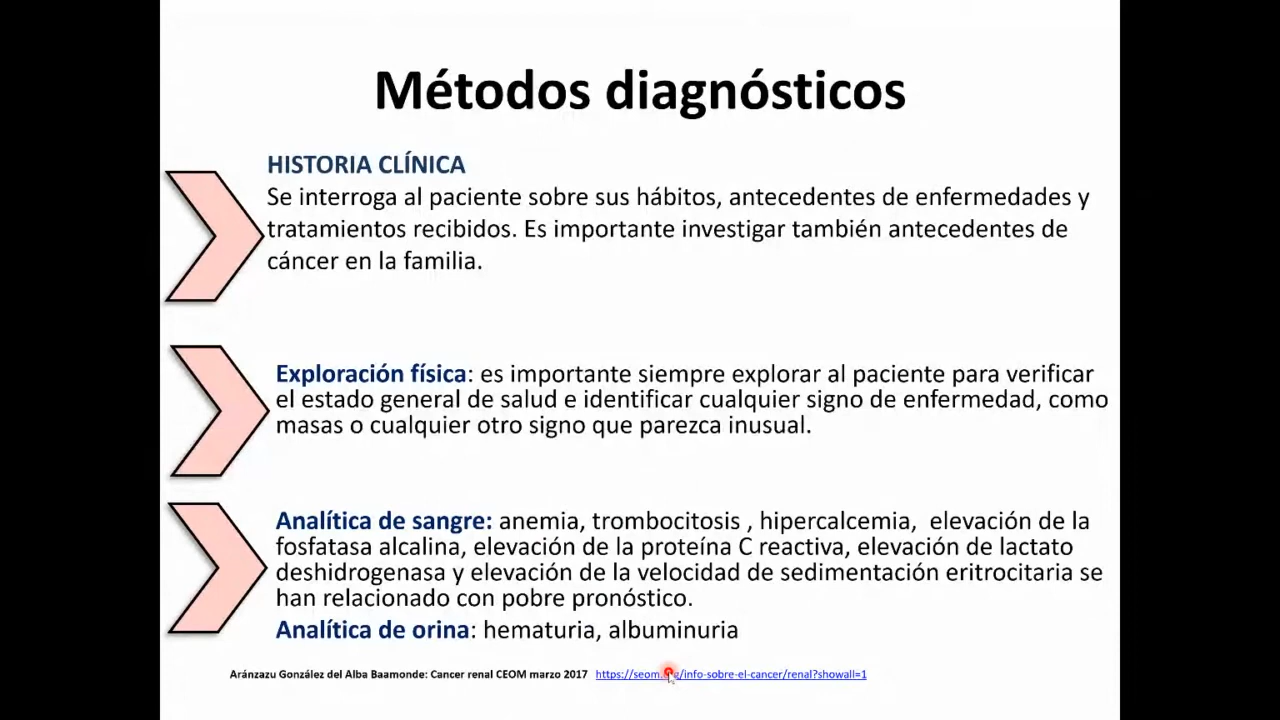 Métodos diagnósticos
HISTORIA CLÍNICA
Se interroga al paciente sobre sus hábitos, antecedentes de enfermedades y
tratamientos recibidos. Es importante investigar también antecedentes de
cáncer en la familia.
Exploración física: es importante siempre explorar al paciente para verificar
el estado general de salud e identificar cualquier signo de enfermedad, como
masas o cualquier otro signo que parezca inusual.
Analítica de sangre: anemia, trombocitosis , hipercalcemia,  elevación de la
fosfatasa alcalina, elevación de la proteína C reactiva, elevación de lactato
deshidrogenasa y elevación de la velocidad de sedimentación eritrocitaria se
han relacionado con pobre pronóstico.
Analítica de orina: hematuria, albuminuria
Aránzazu González del Alba Baamonde: Cancer renal CEOM marzo 2017 https://seom.org/info-sobre-el-cancer/renal?showall=1